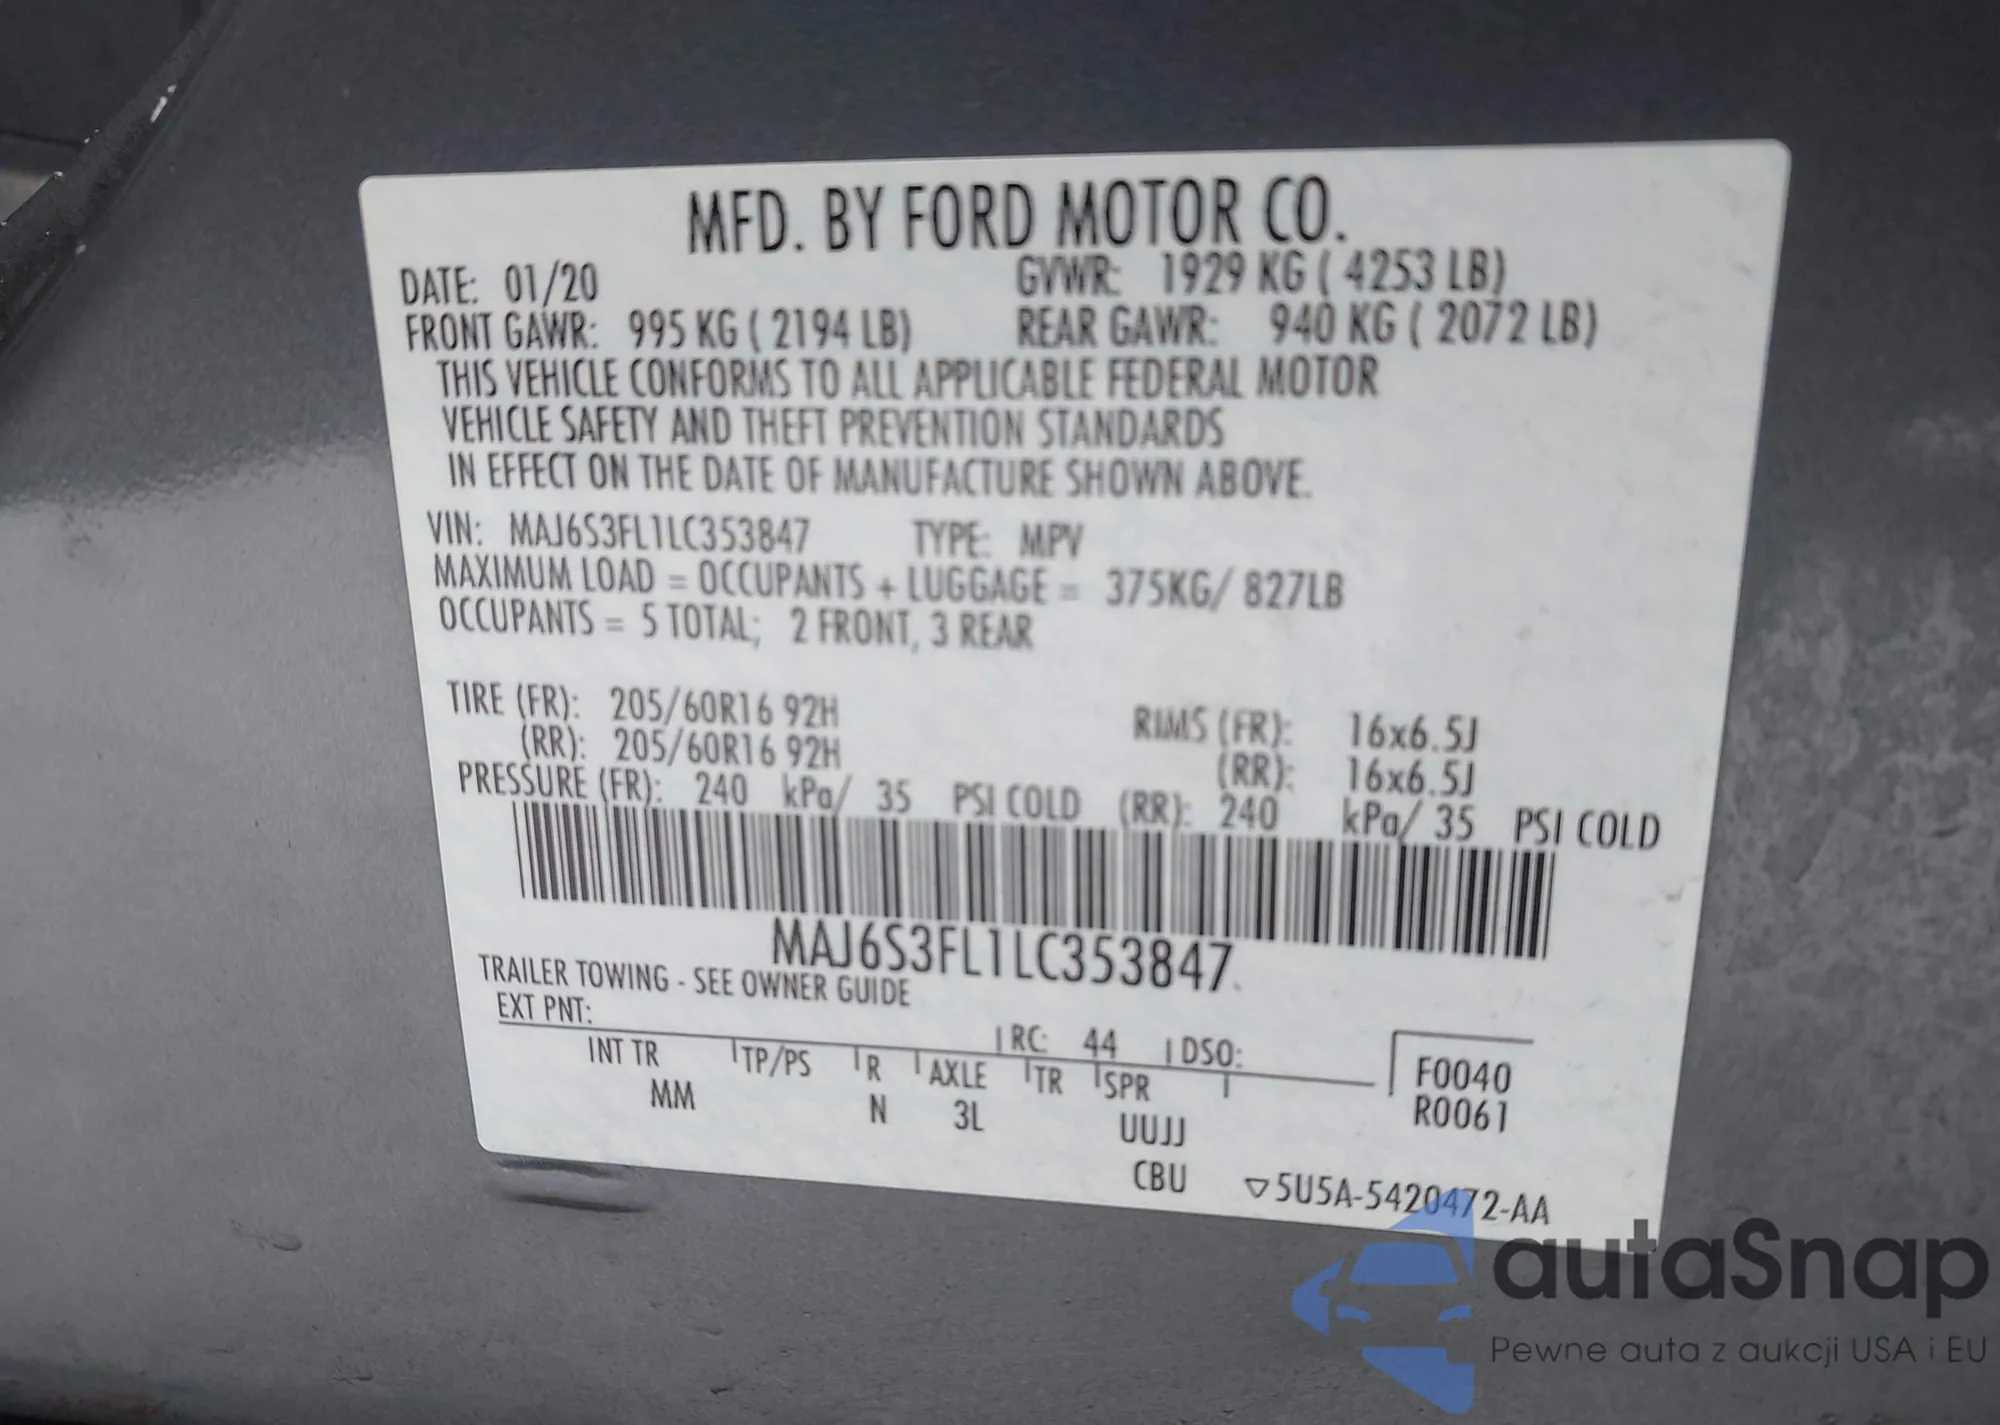 MFD. BY FORD MOTOR CO.
DATE: 01/20 GVWR: 1929 KG ( 4253 LB)
FRONT GAWR: 995 KG ( 2194 LB) REAR GAWR: 940 KG ( 2072 LB)
THIS VEHICLE CONFORMS TO ALL APPLICABLE FEDERAL MOTOR
VEHICLE SAFETY AND THEFT PREVENTION STANDARDS
IN EFFECT ON THE DATE OF MANUFACTURE SHOWN ABOVE.
VIN: MAJ6S3FL1LC353847 TYPE: MPV
MAXIMUM LOAD = OCCUPANTS + LUGGAGE = 375KG/ 827LB
OCCUPANTS = 5 TOTAL; 2 FRONT, 3 REAR
TIRE (FR): 205/60R16 92H RIMS (FR): 16x6.5J
(RR): 205/60R16 92H (RR): 16x6.5J
PRESSURE (FR): 240 kPa/ 35 PSI COLD (RR): 240 kPa/ 35 PSI COLD
MAJ6S3FL1LC353847
TRAILER TOWING - SEE OWNER GUIDE
EXT PNT: RC: 44 DSO:
INT TR TP/PS R AXLE TR SPR F0040
MM N 3L UUJJ R0061
CBU ▽5U5A-5420472-AA
autaSnap
Pewne auta z aukcji USA i EU